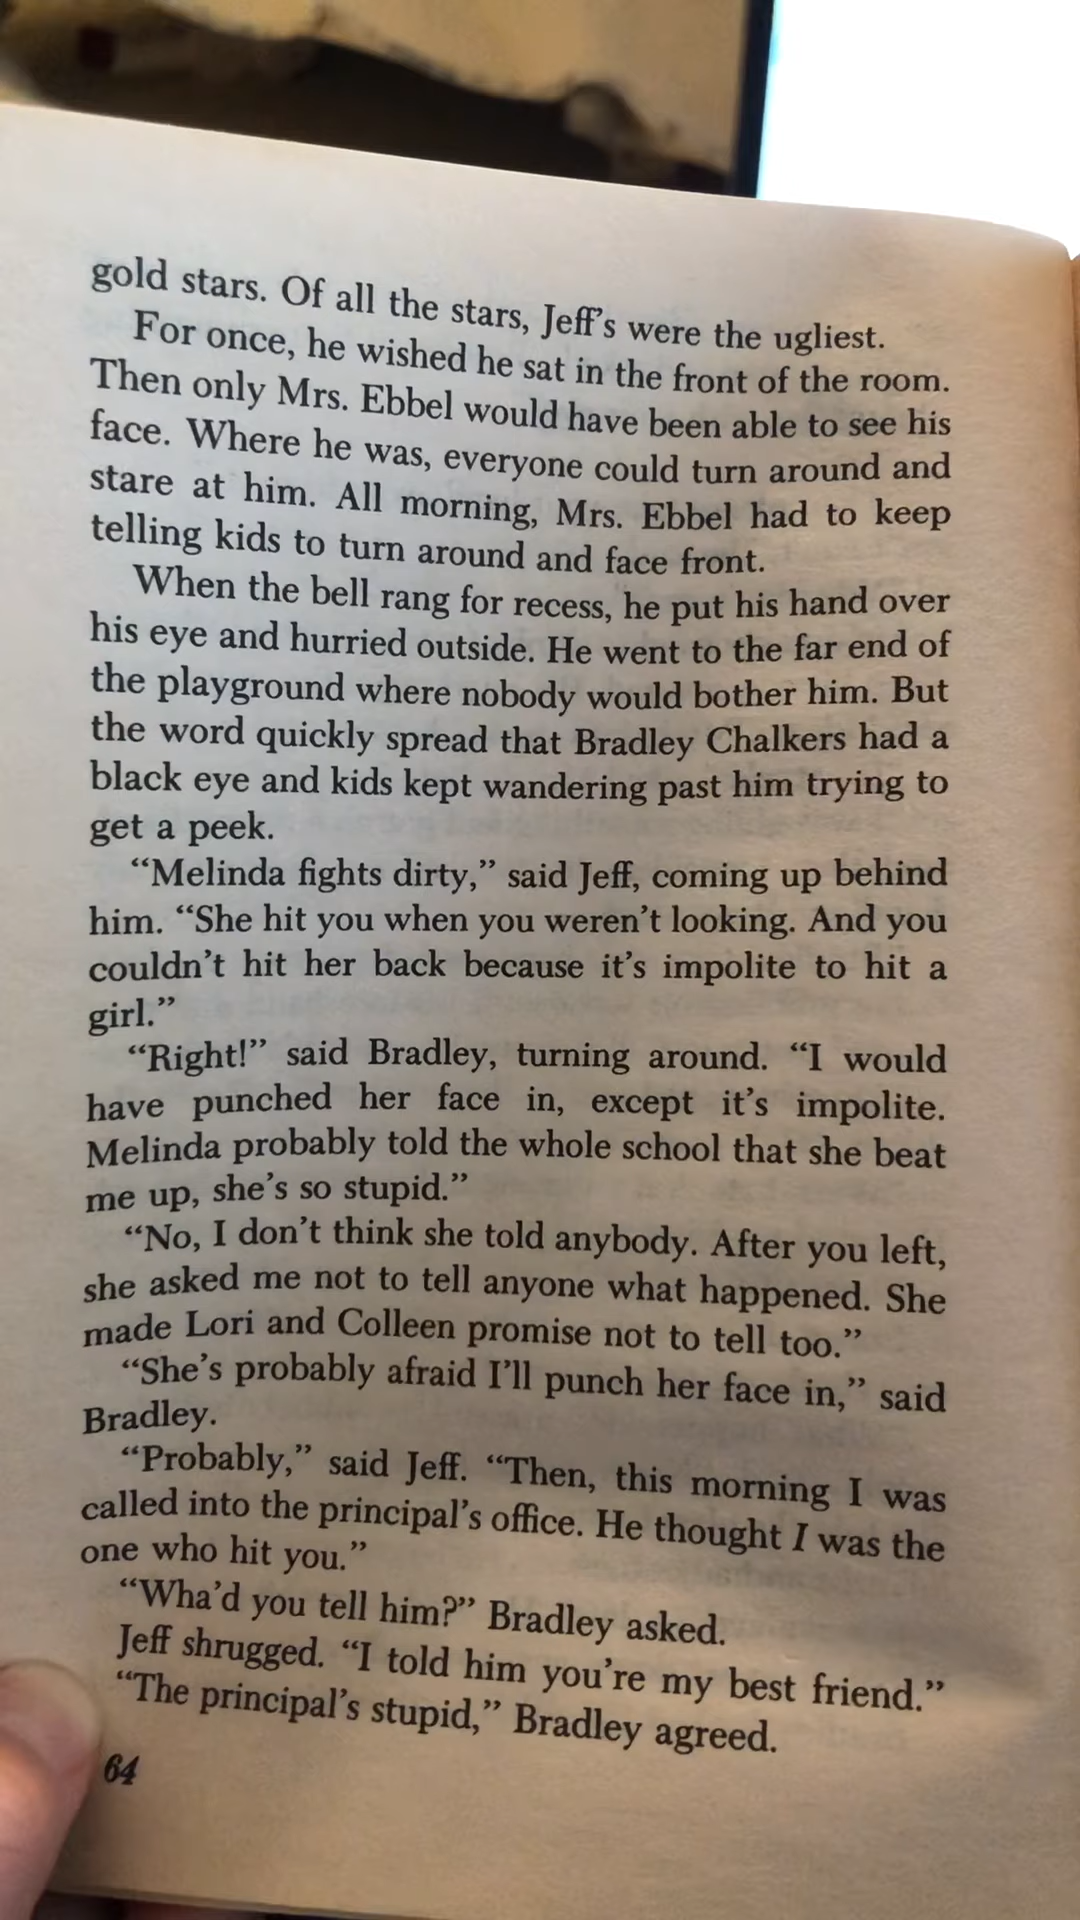 gold stars. Of all the stars, Jeff's were the ugliest.
For once, he wished he sat in the front of the room.
Then only Mrs. Ebbel would have been able to see his
face. Where he was, everyone could turn around and
stare at him. All morning, Mrs. Ebbel had to keep
telling kids to turn around and face front.
When the bell rang for recess, he put his hand over
his eye and hurried outside. He went to the far end of
the playground where nobody would bother him. But
the word quickly spread that Bradley Chalkers had a
black eye and kids kept wandering past him trying to
get a peek.
“Melinda fights dirty,” said Jeff, coming up behind
him. “She hit you when you weren't looking. And you
couldn't hit her back because it's impolite to hit a
girl.”
“Right!” said Bradley, turning around. “I would
have punched her face in, except it's impolite.
Melinda probably told the whole school that she beat
me up, she's so stupid.”
“No, I don't think she told anybody. After you left,
she asked me not to tell anyone what happened. She
made Lori and Colleen promise not to tell too.”
“She's probably afraid I'll punch her face in,” said
Bradley.
“Probably,” said Jeff. “Then, this morning I was
called into the principal's office. He thought I was the
one who hit you.”
“Wha'd you tell him?” Bradley asked.
Jeff shrugged. “I told him you're my best friend.”
“The principal's stupid,” Bradley agreed.
64